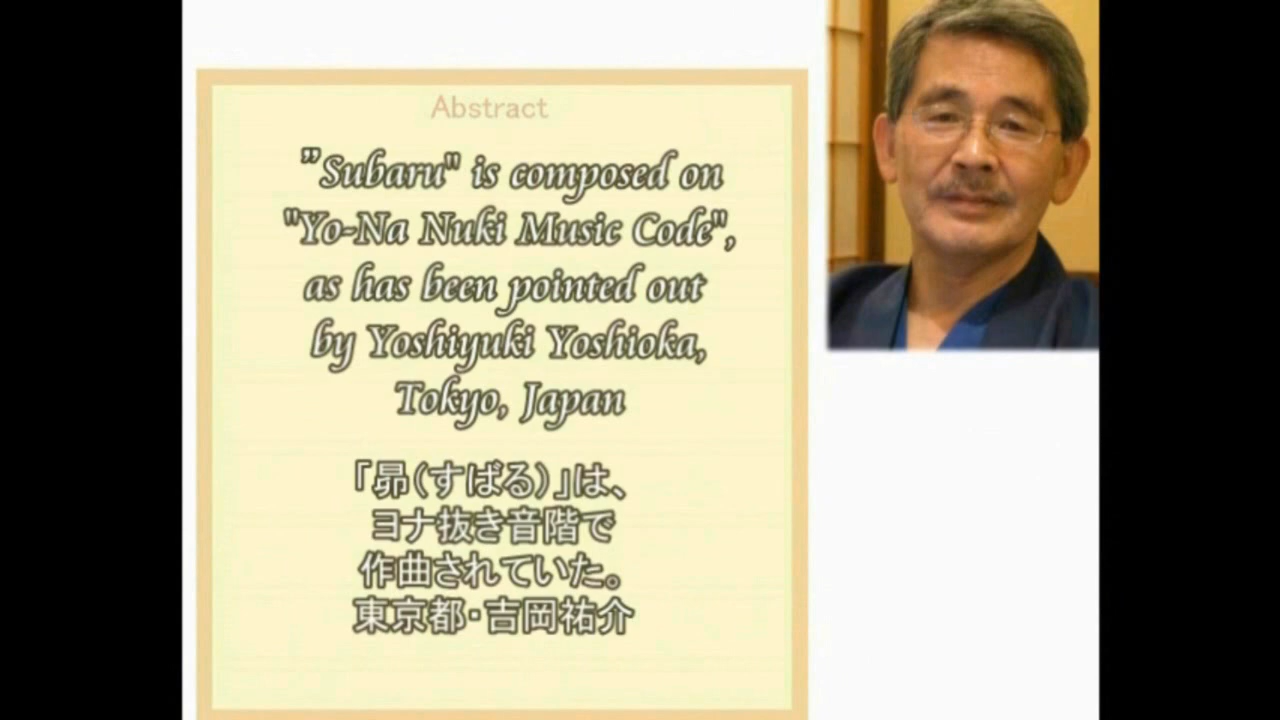 Abstract
”Subaru" is composed on
"Yo-Na Nuki Music Code",
as has been pointed out
by Yoshiyuki Yoshioka,
Tokyo, Japan
「昴（すばる）」は、
ヨナ抜き音階で
作曲されていた。
東京都・吉岡祐介